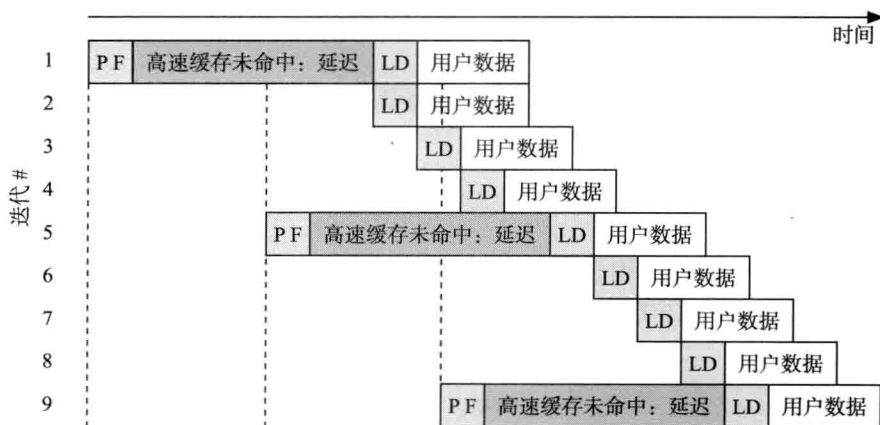 时间
1 P F 高速缓存未命中：延迟 LD 用户数据
2 LD 用户数据
3 LD 用户数据
4 LD 用户数据
5 P F 高速缓存未命中：延迟 LD 用户数据
6 LD 用户数据
7 LD 用户数据
8 LD 用户数据
9 P F 高速缓存未命中：延迟 LD 用户数据
迭代#